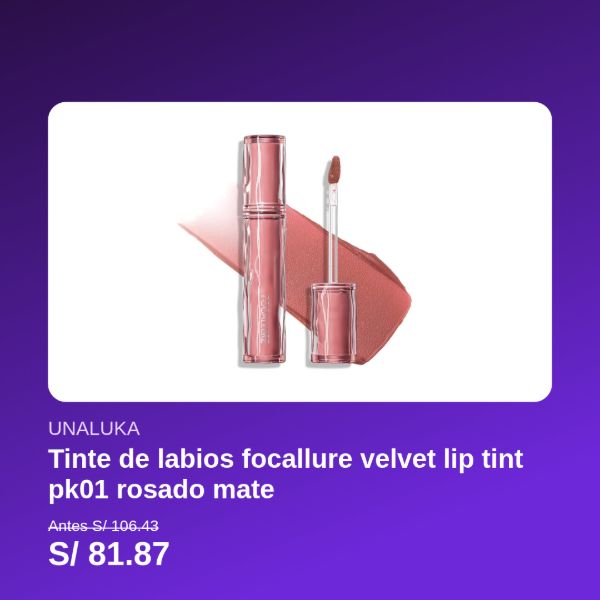 UNALUKA
Tinte de labios focallure velvet lip tint
pk01 rosado mate
Antes S/ 106.43
S/ 81.87